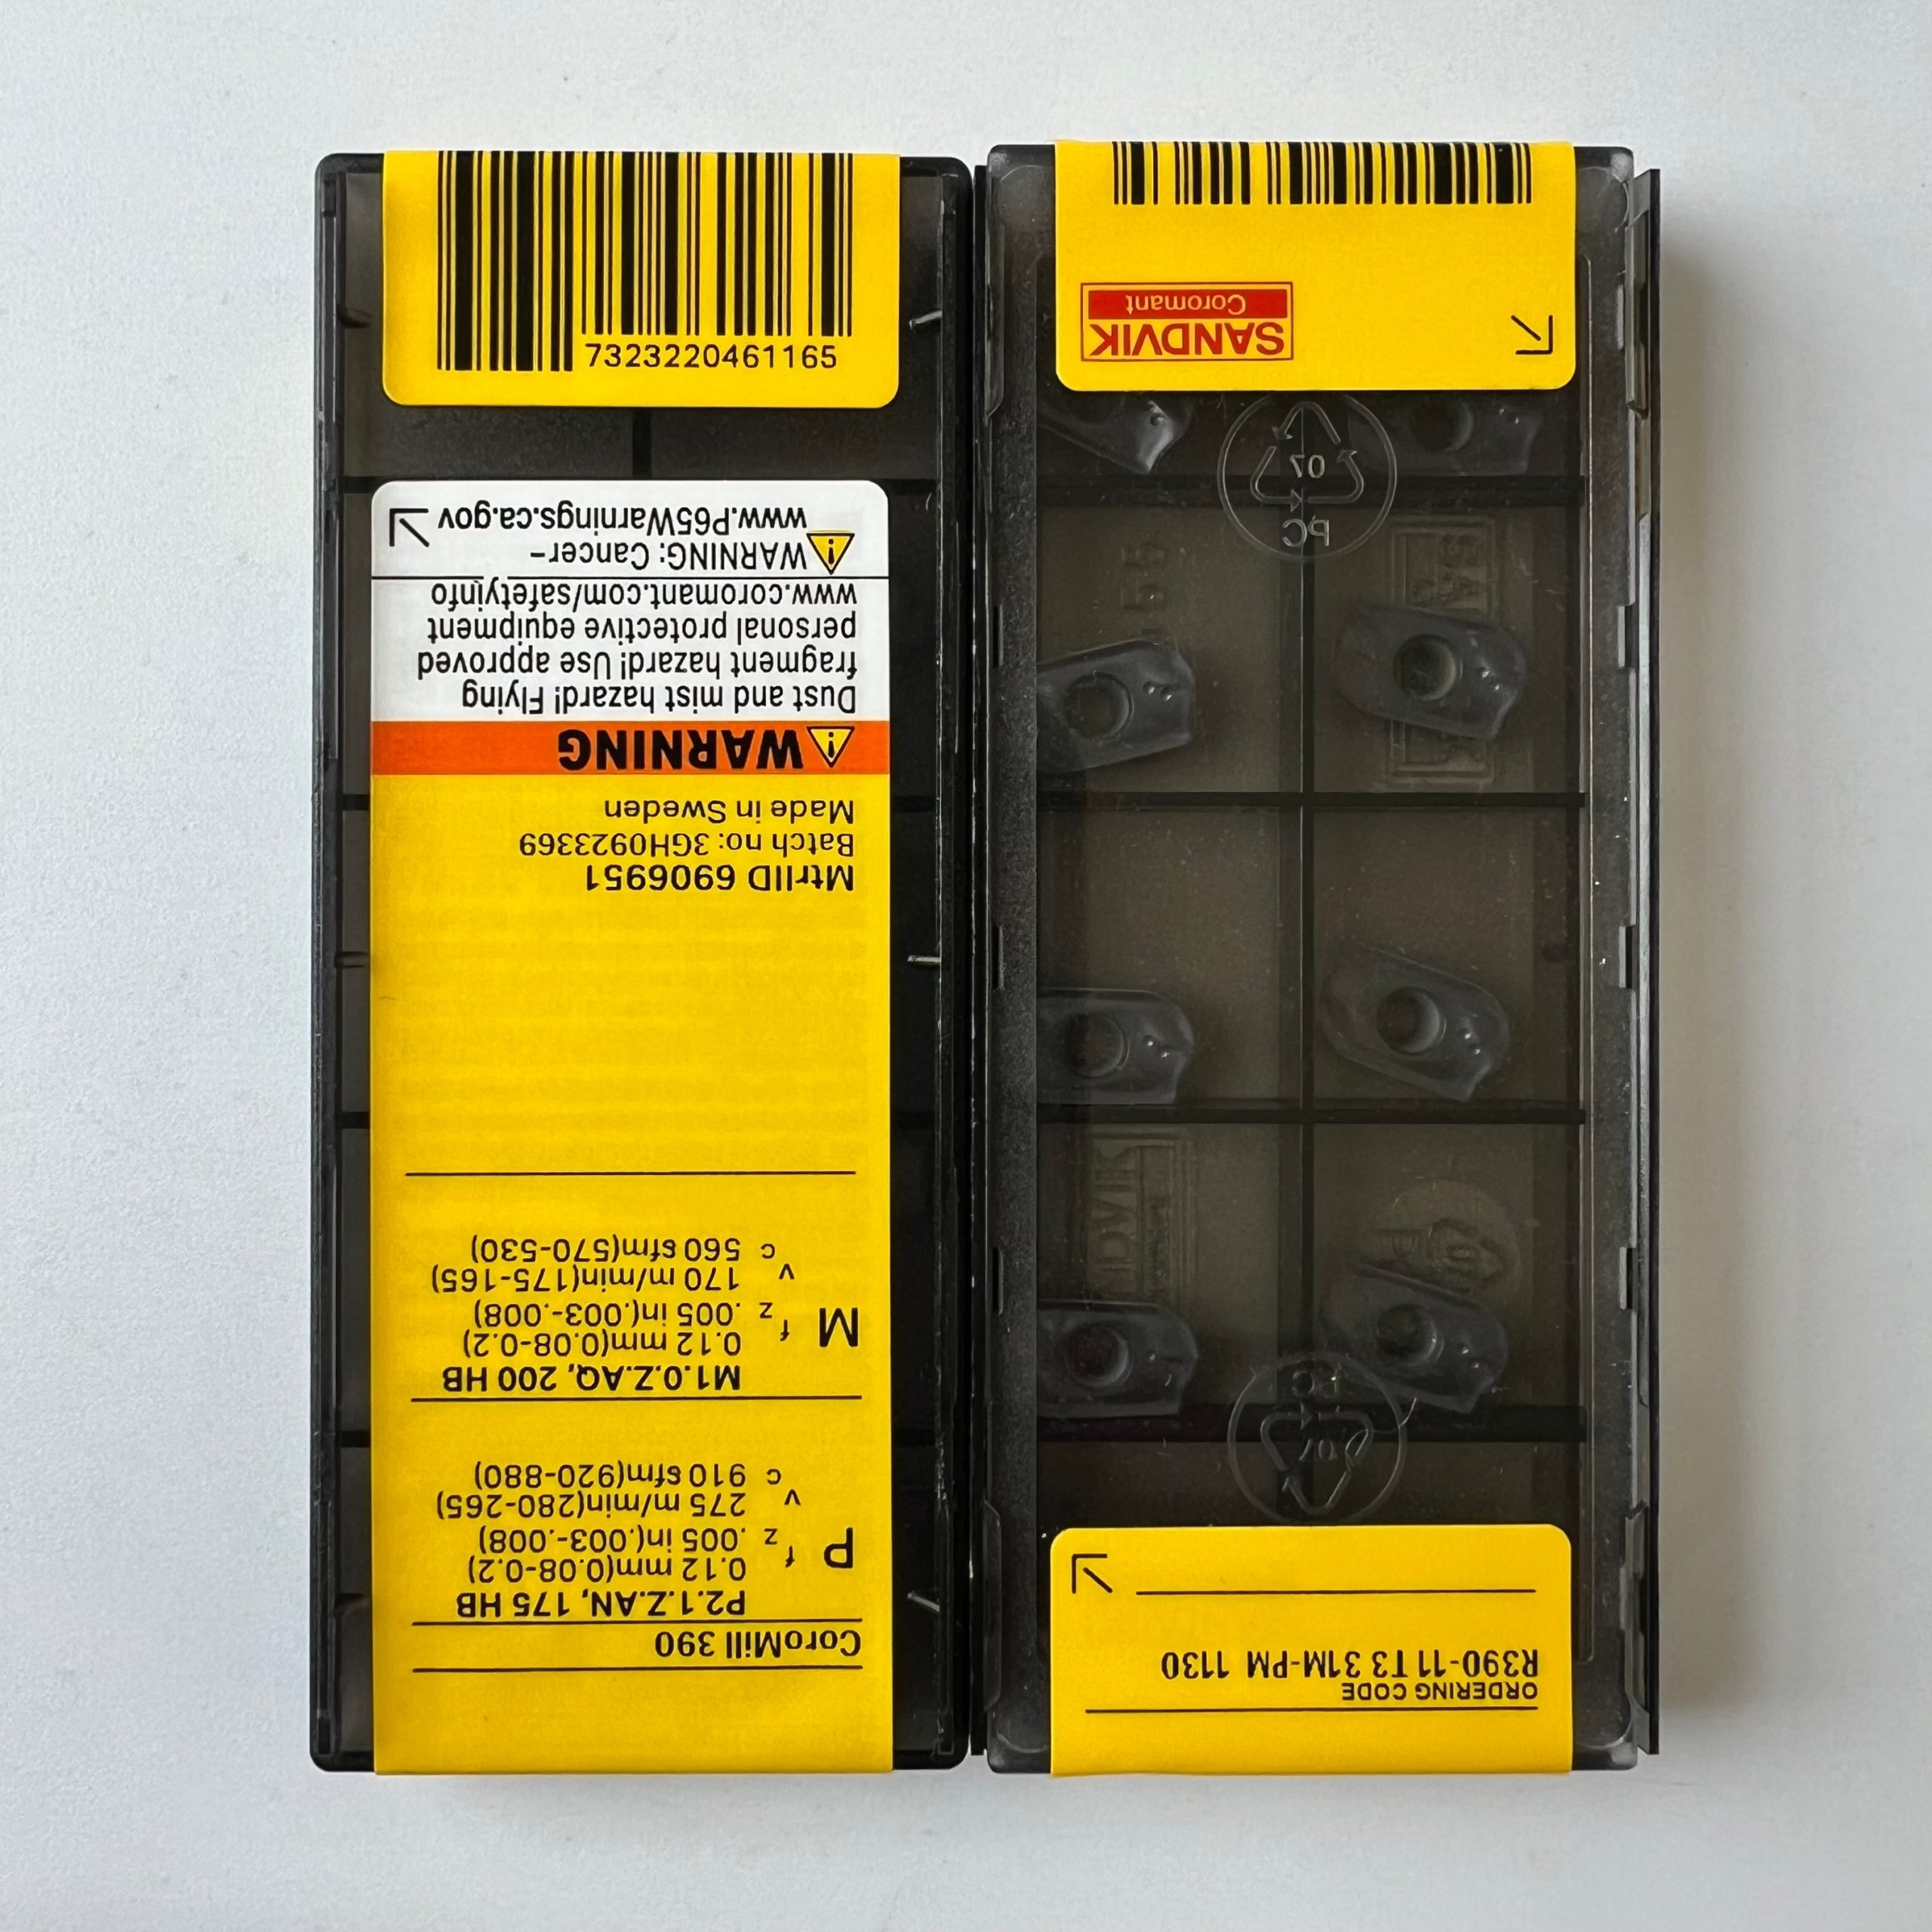 7323220461165
CoroMill 390
P2.1.Z.AN, 175 HB
P
f z 0.12 mm(0.08-0.2)
.005 in(.003-.008)
v c 275 m/min(280-265)
910 sfm(920-880)
M1.0.Z.AQ, 200 HB
M
f z 0.12 mm(0.08-0.2)
.005 in(.003-.008)
v c 170 m/min(175-165)
560 sfm(570-530)
MtrlID 6906951
Batch no: 3GH0923369
Made in Sweden
WARNING
Dust and mist hazard! Flying
fragment hazard! Use approved
personal protective equipment
www.coromant.com/safetyinfo
WARNING: Cancer-
www.P65Warnings.ca.gov
ORDERING CODE
R390-11 T3 31M-PM 1130
PC
07
PC
07
SANDVIK
Coromant